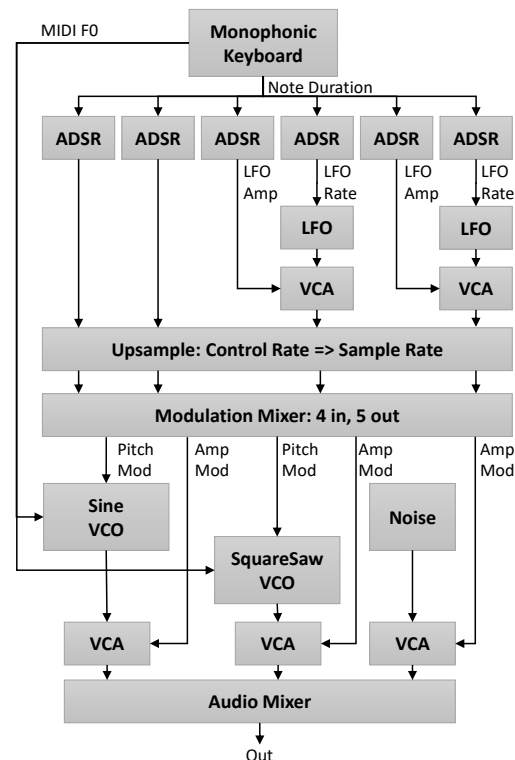 MIDI F0
Monophonic
Keyboard
Note Duration
ADSR ADSR ADSR ADSR ADSR ADSR
LFO LFO LFO LFO
Amp Rate Amp Rate
LFO LFO
VCA VCA
Upsample: Control Rate => Sample Rate
Modulation Mixer: 4 in, 5 out
Pitch Amp Pitch Amp Amp
Mod Mod Mod Mod Mod
Sine
VCO
Noise
SquareSaw
VCO
VCA VCA VCA
Audio Mixer
Out